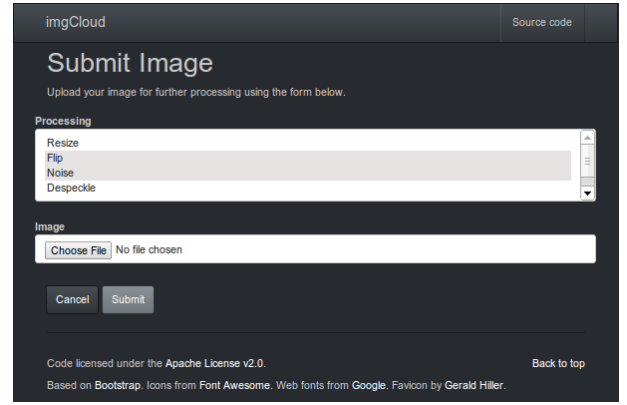 imgCloud
Source code
Submit Image
Upload your image for further processing using the form below.
Processing
Resize
Flip
Noise
Despeckle
Image
Choose File No file chosen
Cancel Submit
Code licensed under the Apache License v2.0. Back to top
Based on Bootstrap. Icons from Font Awesome. Web fonts from Google. Favicon by Gerald Hiller.